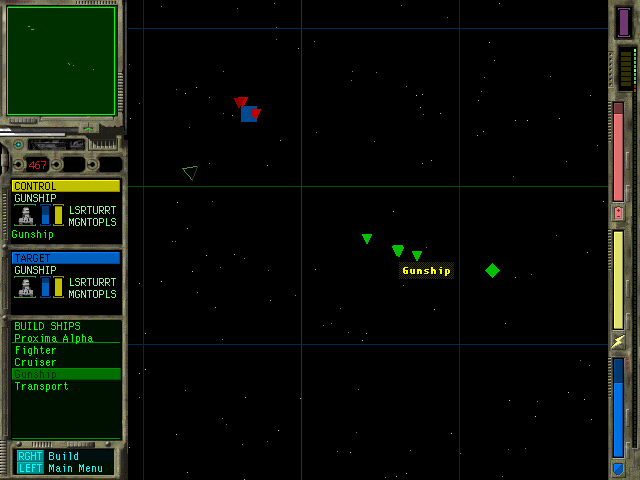 467
CONTROL
GUNSHIP
LSRTURRT
MGNTOPLS
Gunship
TARGET
GUNSHIP
LSRTURRT
MGNTOPLS
BUILD SHIPS
Proxima Alpha
Fighter
Cruiser
Gunship
Transport
RGHT Build
LEFT Main Menu
Gunship